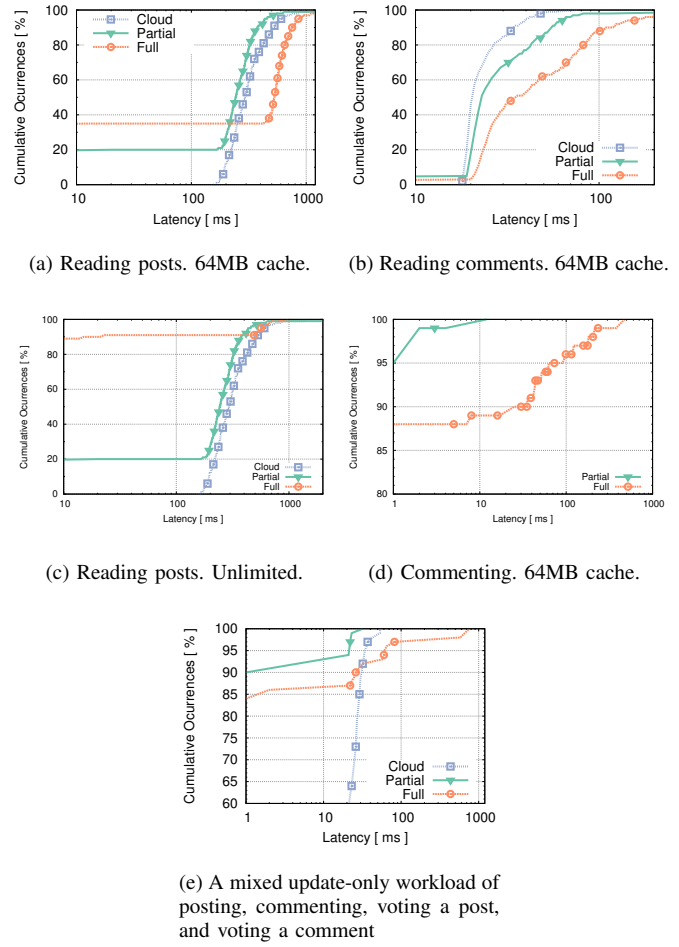 100
80
60
40
20
0
10
100
1000
Cumulative Ocurrences [ % ]
Latency [ ms ]
Cloud
Partial
Full
(a) Reading posts. 64MB cache.
100
80
60
40
20
0
10
100
Cumulative Ocurrences [ % ]
Latency [ ms ]
Cloud
Partial
Full
(b) Reading comments. 64MB cache.
100
80
60
40
20
0
10
100
1000
Cumulative Ocurrences [ % ]
Latency [ ms ]
Cloud
Partial
Full
(c) Reading posts. Unlimited.
100
95
90
85
80
1
10
100
1000
Cumulative Ocurrences [ % ]
Latency [ ms ]
Partial
Full
(d) Commenting. 64MB cache.
100
95
90
85
80
75
70
65
60
1
10
100
1000
Cumulative Ocurrences [ % ]
Latency [ ms ]
Cloud
Partial
Full
(e) A mixed update-only workload of
posting, commenting, voting a post,
and voting a comment